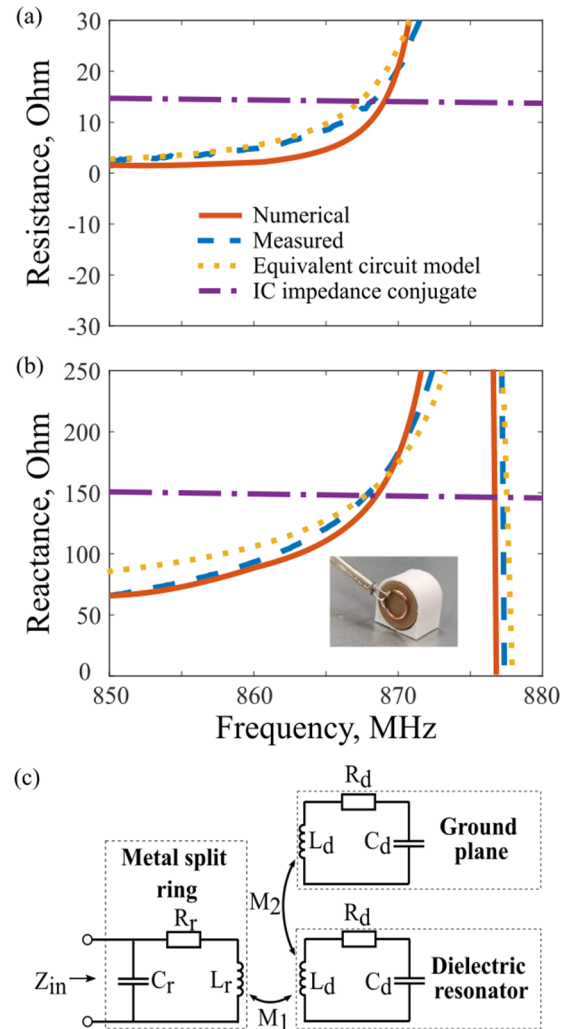 (a)
30
20
10
0
-10
-20
-30
Resistance, Ohm
Numerical
Measured
Equivalent circuit model
IC impedance conjugate
(b)
250
200
150
100
50
0
Reactance, Ohm
850 860 870 880
Frequency, MHz
(c)
Metal split
ring
Rr
Zin
Cr
Lr
M1
M2
Rd
Ld
Cd
Ground
plane
Rd
Ld
Cd
Dielectric
resonator